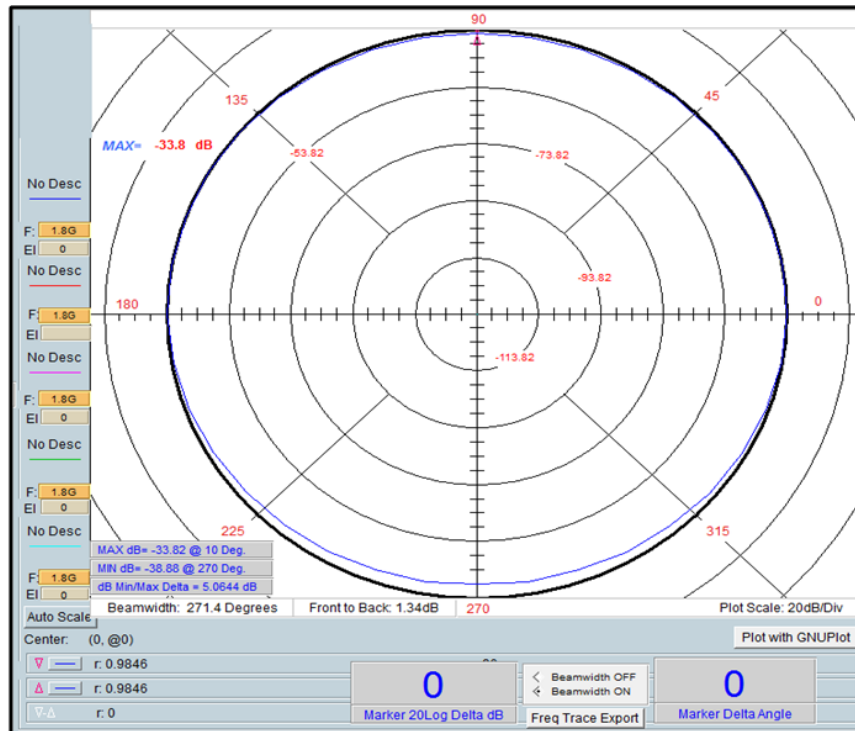 90
135
45
MAX= -33.8 dB
-53.82
-73.82
No Desc
F: 1.8G
El 0
No Desc
-93.82
180
0
F: 1.8G
El
No Desc
-113.82
F: 1.8G
El 0
No Desc
F: 1.8G
El 0
No Desc
225
315
MAX dB= -33.82 @ 10 Deg.
MIN dB= -38.88 @ 270 Deg.
F: 1.8G
El 0
dB Min/Max Delta = 5.0644 dB
Auto Scale
Beamwidth: 271.4 Degrees
Front to Back: 1.34dB
270
Plot Scale: 20dB/Div
Center: (0, @0)
Plot with GNUPlot
∇ r: 0.9846
Δ r: 0.9846
∇-Δ r: 0
0
Marker 20Log Delta dB
< Beamwidth OFF
Beamwidth ON
Freq Trace Export
0
Marker Delta Angle